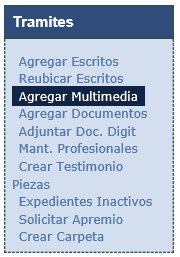 Tramites
Agregar Escritos
Reubicar Escritos
Agregar Multimedia
Agregar Documentos
Adjuntar Doc. Digit
Mant. Profesionales
Crear Testimonio
Piezas
Expedientes Inactivos
Solicitar Apremio
Crear Carpeta